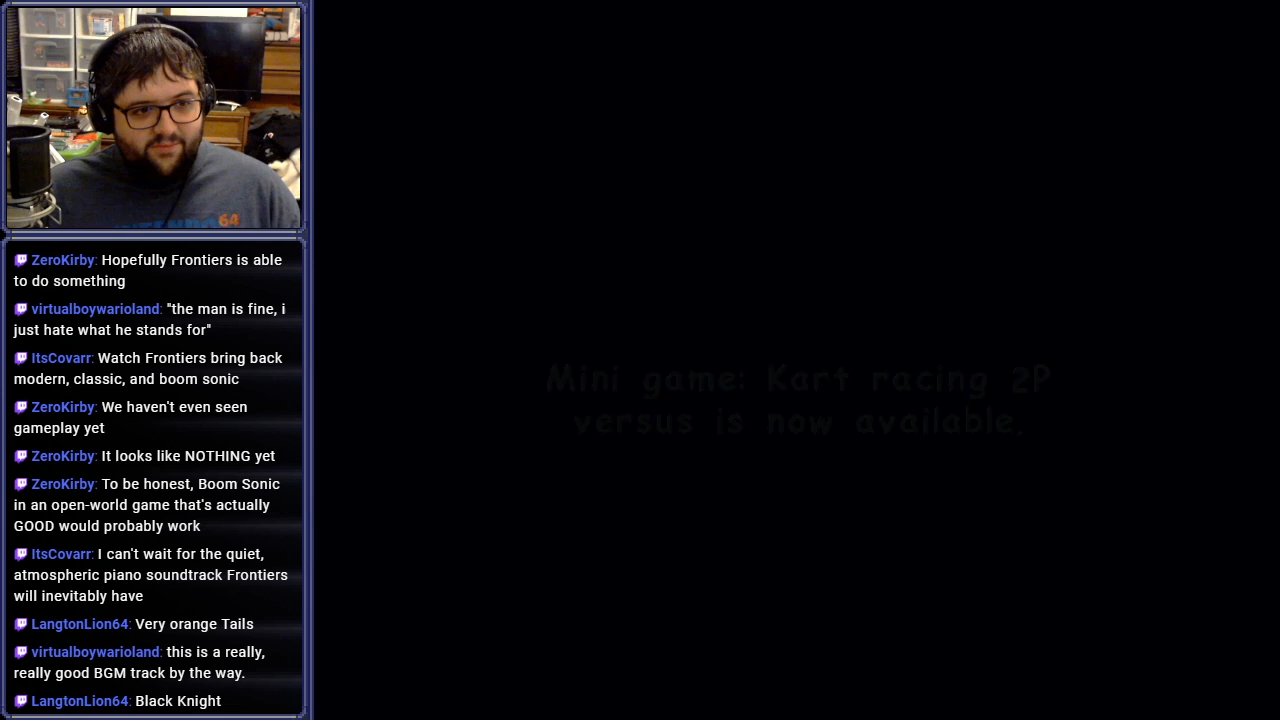 64
ZeroKirby: Hopefully Frontiers is able
to do something
virtualboywarioland: "the man is fine, i
just hate what he stands for"
ItsCovarr: Watch Frontiers bring back
modern, classic, and boom sonic
ZeroKirby: We haven't even seen
gameplay yet
ZeroKirby: It looks like NOTHING yet
ZeroKirby: To be honest, Boom Sonic
in an open-world game that's actually
GOOD would probably work
ItsCovarr: I can't wait for the quiet,
atmospheric piano soundtrack Frontiers
will inevitably have
LangtonLion64: Very orange Tails
virtualboywarioland: this is a really,
really good BGM track by the way.
LangtonLion64: Black Knight
Mini game: Kart racing 2P
versus is now available.